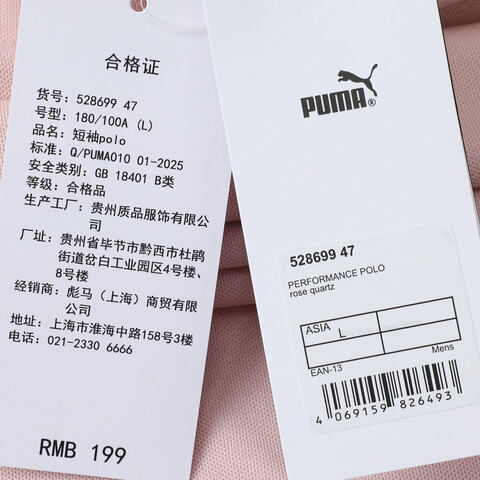 合格证
货号: 528699 47
号型: 180/100A (L)
品名: 短袖polo
标准: Q/PUMA010 01-2025
安全类别: GB 18401 B类
等级: 合格品
生产工厂: 贵州质品服饰有限公
司
厂址: 贵州省毕节市黔西市杜鹃
街道岔白工业园区4号楼、
8号楼
经销商: 彪马（上海）商贸有限
公司
地址: 上海市淮海中路158号3楼
电话: 021-2330 6666
RMB 199
PUMA®
528699 47
PERFORMANCE POLO
rose quartz
ASIA L
EAN-13 Mens
4 069159 826493